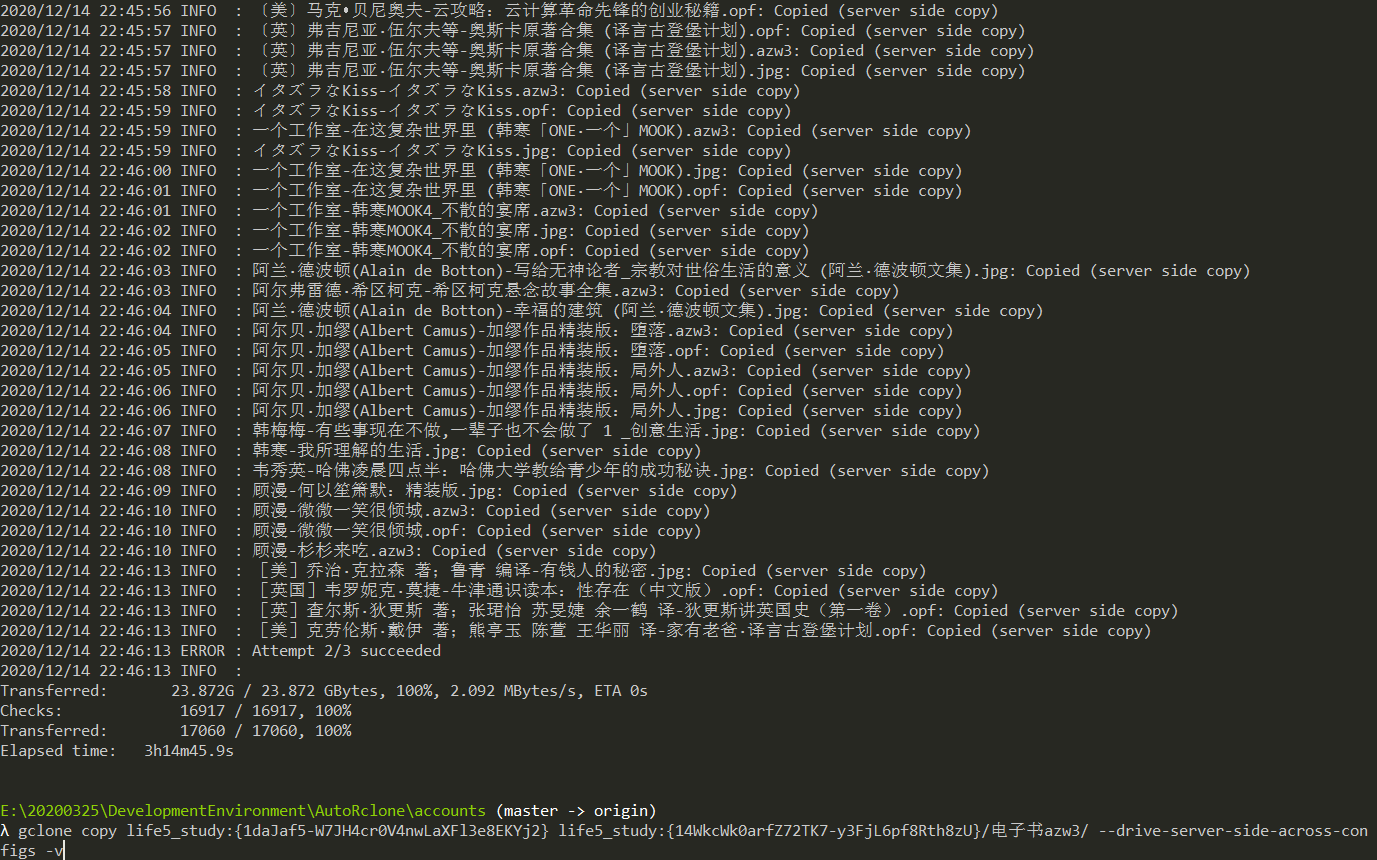 2020/12/14 22:45:56 INFO  : 〔美〕马克•贝尼奥夫-云攻略：云计算革命先锋的创业秘籍.opf: Copied (server side copy)
2020/12/14 22:45:57 INFO  : 〔英〕弗吉尼亚·伍尔夫等-奥斯卡原著合集 (译言古登堡计划).opf: Copied (server side copy)
2020/12/14 22:45:57 INFO  : 〔英〕弗吉尼亚·伍尔夫等-奥斯卡原著合集 (译言古登堡计划).azw3: Copied (server side copy)
2020/12/14 22:45:57 INFO  : 〔英〕弗吉尼亚·伍尔夫等-奥斯卡原著合集 (译言古登堡计划).jpg: Copied (server side copy)
2020/12/14 22:45:58 INFO  : イタズラなKiss-イタズラなKiss.azw3: Copied (server side copy)
2020/12/14 22:45:59 INFO  : イタズラなKiss-イタズラなKiss.opf: Copied (server side copy)
2020/12/14 22:45:59 INFO  : 一个工作室-在这复杂世界里 (韩寒「ONE·一个」MOOK).azw3: Copied (server side copy)
2020/12/14 22:45:59 INFO  : イタズラなKiss-イタズラなKiss.jpg: Copied (server side copy)
2020/12/14 22:46:00 INFO  : 一个工作室-在这复杂世界里 (韩寒「ONE·一个」MOOK).jpg: Copied (server side copy)
2020/12/14 22:46:01 INFO  : 一个工作室-在这复杂世界里 (韩寒「ONE·一个」MOOK).opf: Copied (server side copy)
2020/12/14 22:46:01 INFO  : 一个工作室-韩寒MOOK4_不散的宴席.azw3: Copied (server side copy)
2020/12/14 22:46:02 INFO  : 一个工作室-韩寒MOOK4_不散的宴席.jpg: Copied (server side copy)
2020/12/14 22:46:02 INFO  : 一个工作室-韩寒MOOK4_不散的宴席.opf: Copied (server side copy)
2020/12/14 22:46:03 INFO  : 阿兰·德波顿(Alain de Botton)-写给无神论者_宗教对世俗生活的意义 (阿兰·德波顿文集).jpg: Copied (server side copy)
2020/12/14 22:46:03 INFO  : 阿尔弗雷德·希区柯克-希区柯克悬念故事全集.azw3: Copied (server side copy)
2020/12/14 22:46:04 INFO  : 阿兰·德波顿(Alain de Botton)-幸福的建筑 (阿兰·德波顿文集).jpg: Copied (server side copy)
2020/12/14 22:46:04 INFO  : 阿尔贝·加缪(Albert Camus)-加缪作品精装版：堕落.azw3: Copied (server side copy)
2020/12/14 22:46:05 INFO  : 阿尔贝·加缪(Albert Camus)-加缪作品精装版：堕落.opf: Copied (server side copy)
2020/12/14 22:46:05 INFO  : 阿尔贝·加缪(Albert Camus)-加缪作品精装版：局外人.azw3: Copied (server side copy)
2020/12/14 22:46:06 INFO  : 阿尔贝·加缪(Albert Camus)-加缪作品精装版：局外人.opf: Copied (server side copy)
2020/12/14 22:46:06 INFO  : 阿尔贝·加缪(Albert Camus)-加缪作品精装版：局外人.jpg: Copied (server side copy)
2020/12/14 22:46:07 INFO  : 韩梅梅-有些事现在不做,一辈子也不会做了 1 _创意生活.jpg: Copied (server side copy)
2020/12/14 22:46:08 INFO  : 韩寒-我所理解的生活.jpg: Copied (server side copy)
2020/12/14 22:46:08 INFO  : 韦秀英-哈佛凌晨四点半：哈佛大学教给青少年的成功秘诀.jpg: Copied (server side copy)
2020/12/14 22:46:09 INFO  : 顾漫-何以笙箫默：精装版.jpg: Copied (server side copy)
2020/12/14 22:46:10 INFO  : 顾漫-微微一笑很倾城.azw3: Copied (server side copy)
2020/12/14 22:46:10 INFO  : 顾漫-微微一笑很倾城.opf: Copied (server side copy)
2020/12/14 22:46:10 INFO  : 顾漫-杉杉来吃.azw3: Copied (server side copy)
2020/12/14 22:46:13 INFO  : ［美］乔治·克拉森 著；鲁青 编译-有钱人的秘密.jpg: Copied (server side copy)
2020/12/14 22:46:13 INFO  : ［英国］韦罗妮克·莫捷-牛津通识读本：性存在（中文版）.opf: Copied (server side copy)
2020/12/14 22:46:13 INFO  : ［英］查尔斯·狄更斯 著；张珺怡 苏旻婕 余一鹤 译-狄更斯讲英国史（第一卷）.opf: Copied (server side copy)
2020/12/14 22:46:13 INFO  : ［美］克劳伦斯·戴伊 著；熊亭玉 陈萱 王华丽 译-家有老爸·译言古登堡计划.opf: Copied (server side copy)
2020/12/14 22:46:13 ERROR : Attempt 2/3 succeeded
2020/12/14 22:46:13 INFO  :
Transferred:       23.872G / 23.872 GBytes, 100%, 2.092 MBytes/s, ETA 0s
Checks:             16917 / 16917, 100%
Transferred:        17060 / 17060, 100%
Elapsed time:   3h14m45.9s
E:\20200325\DevelopmentEnvironment\AutoRclone\accounts (master -> origin)
λ gclone copy life5_study:{1daJaf5-W7JH4cr0V4nwLaXFl3e8EKYj2} life5_study:{14WkcWk0arfZ72TK7-y3FjL6pf8Rth8zU}/电子书azw3/ --drive-server-side-across-con
figs -v